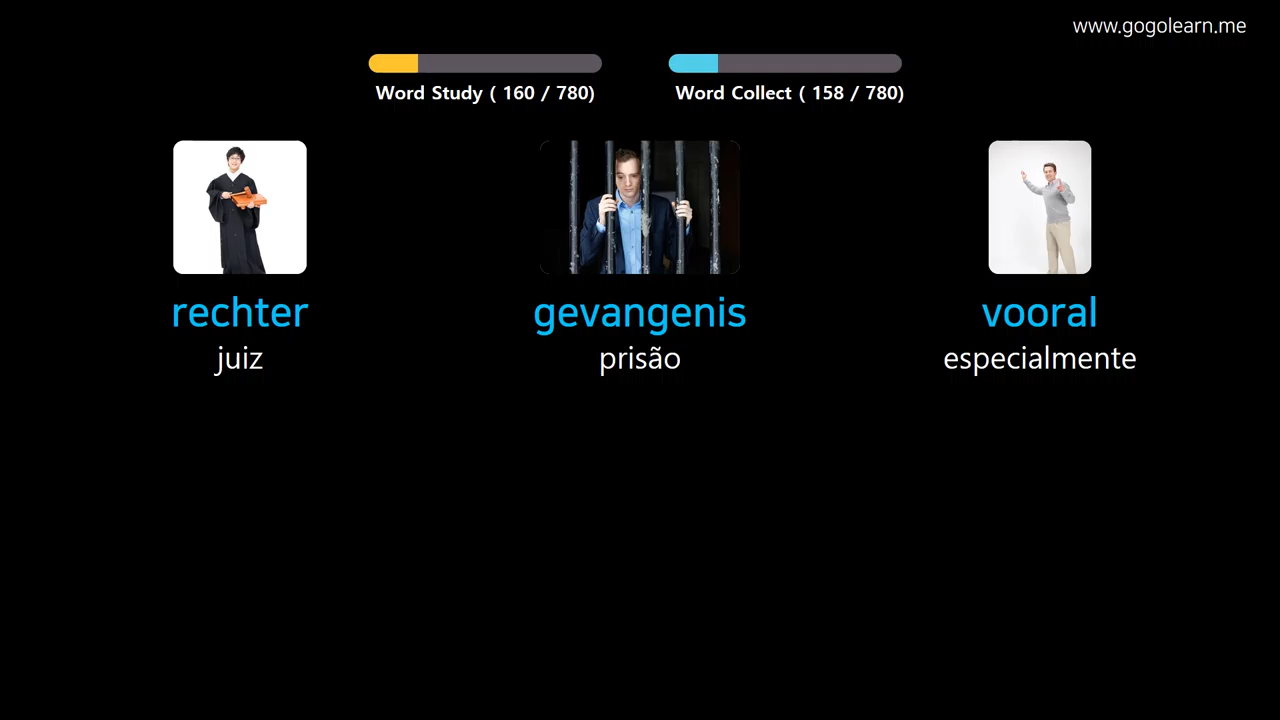 www.gogolearn.me
Word Study ( 160 / 780)
Word Collect ( 158 / 780)
rechter
juiz
gevangenis
prisão
vooral
especialmente